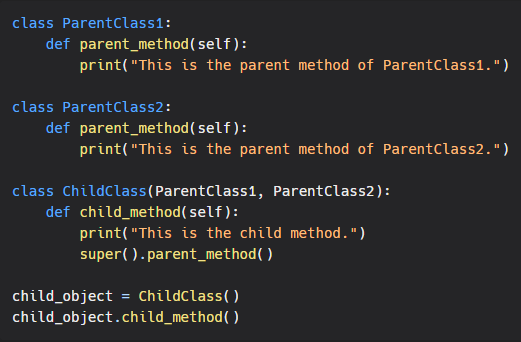 class ParentClass1:
    def parent_method(self):
        print("This is the parent method of ParentClass1.")

class ParentClass2:
    def parent_method(self):
        print("This is the parent method of ParentClass2.")

class ChildClass(ParentClass1, ParentClass2):
    def child_method(self):
        print("This is the child method.")
        super().parent_method()

child_object = ChildClass()
child_object.child_method()